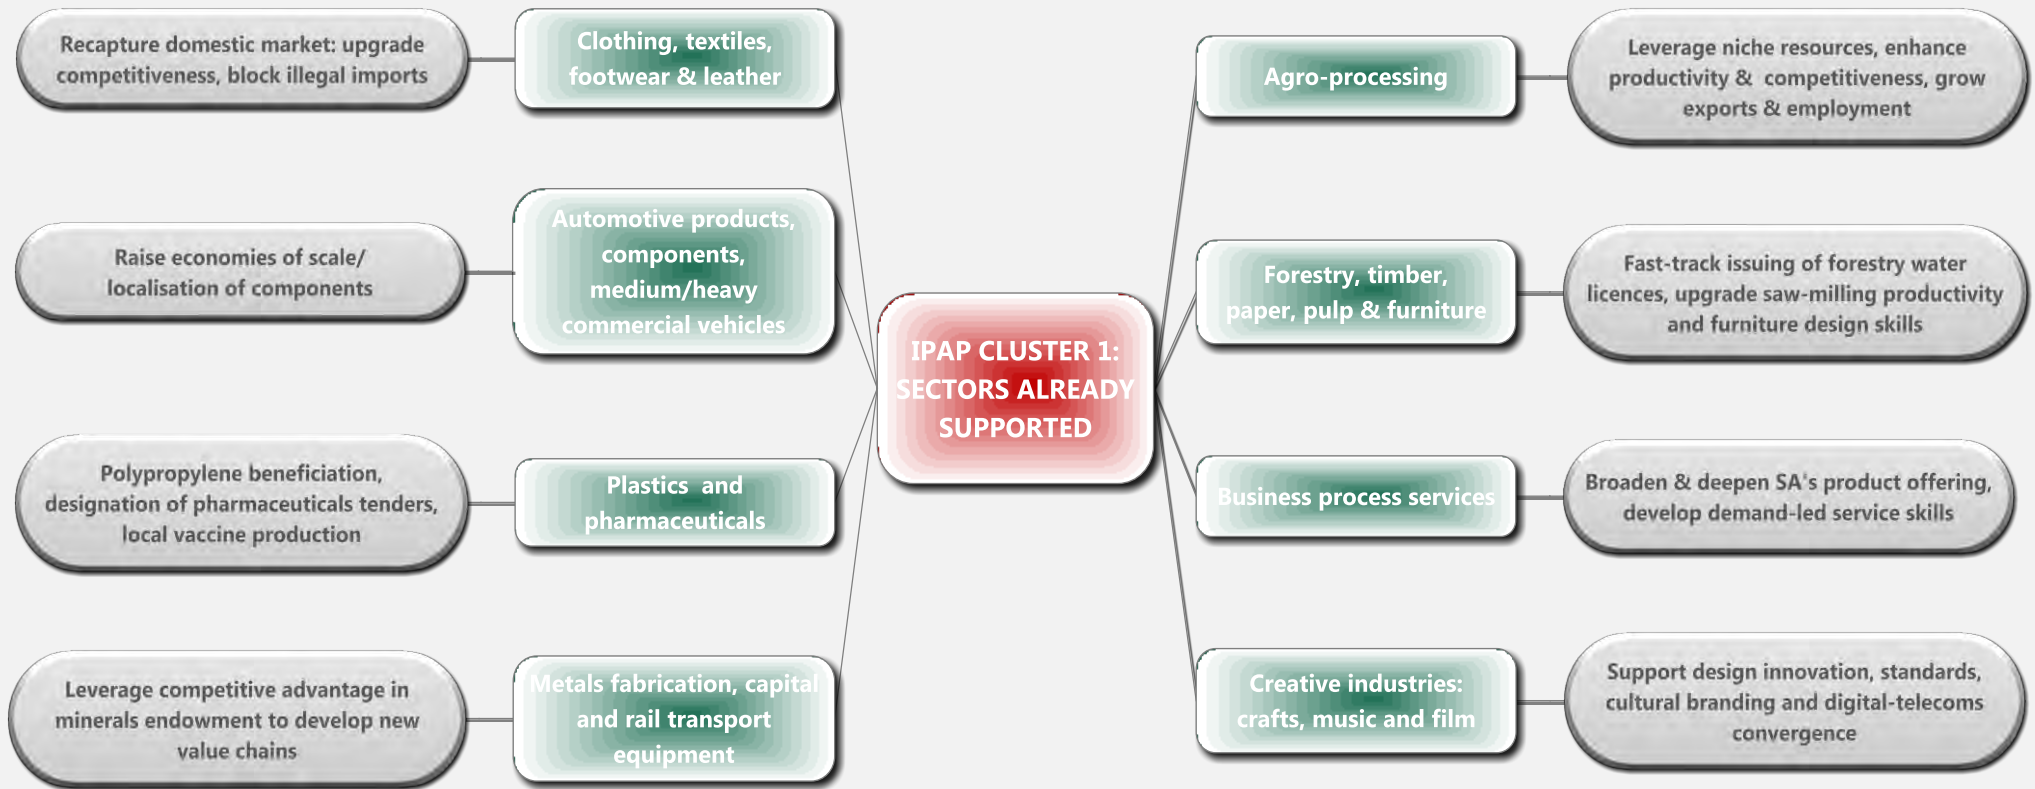 Recapture domestic market: upgrade
competitiveness, block illegal imports
Clothing, textiles,
footwear & leather
Raise economies of scale/
localisation of components
Automotive products,
components,
medium/heavy
commercial vehicles
Polypropylene beneficiation,
designation of pharmaceuticals tenders,
local vaccine production
Plastics and
pharmaceuticals
Leverage competitive advantage in
minerals endowment to develop new
value chains
Metals fabrication, capital
and rail transport
equipment
IPAP CLUSTER 1:
SECTORS ALREADY
SUPPORTED
Agro-processing
Leverage niche resources, enhance
productivity & competitiveness, grow
exports & employment
Forestry, timber,
paper, pulp & furniture
Fast-track issuing of forestry water
licences, upgrade saw-milling productivity
and furniture design skills
Business process services
Broaden & deepen SA's product offering,
develop demand-led service skills
Creative industries:
crafts, music and film
Support design innovation, standards,
cultural branding and digital-telecoms
convergence